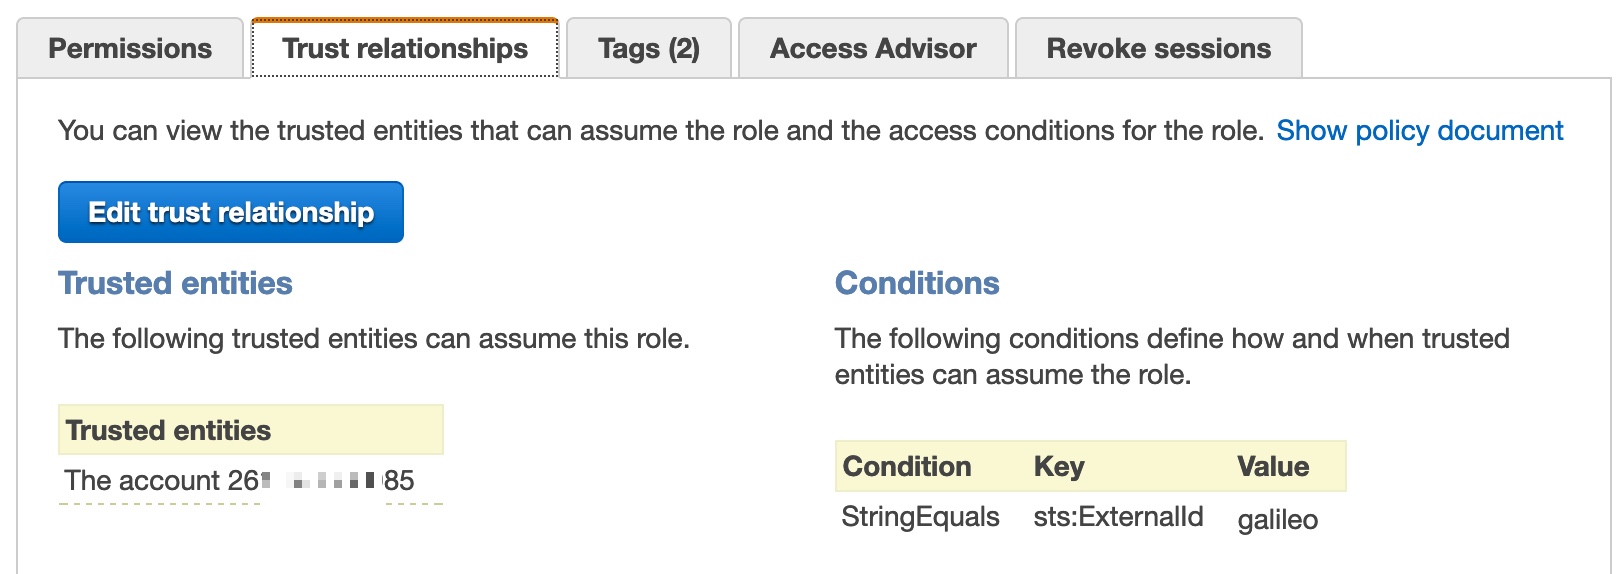 Permissions Trust relationships Tags (2) Access Advisor Revoke sessions
You can view the trusted entities that can assume the role and the access conditions for the role. Show policy document
Edit trust relationship
Trusted entities
The following trusted entities can assume this role.
Trusted entities
The account 26 85
Conditions
The following conditions define how and when trusted
entities can assume the role.
Condition Key Value
StringEquals sts:ExternalId galileo